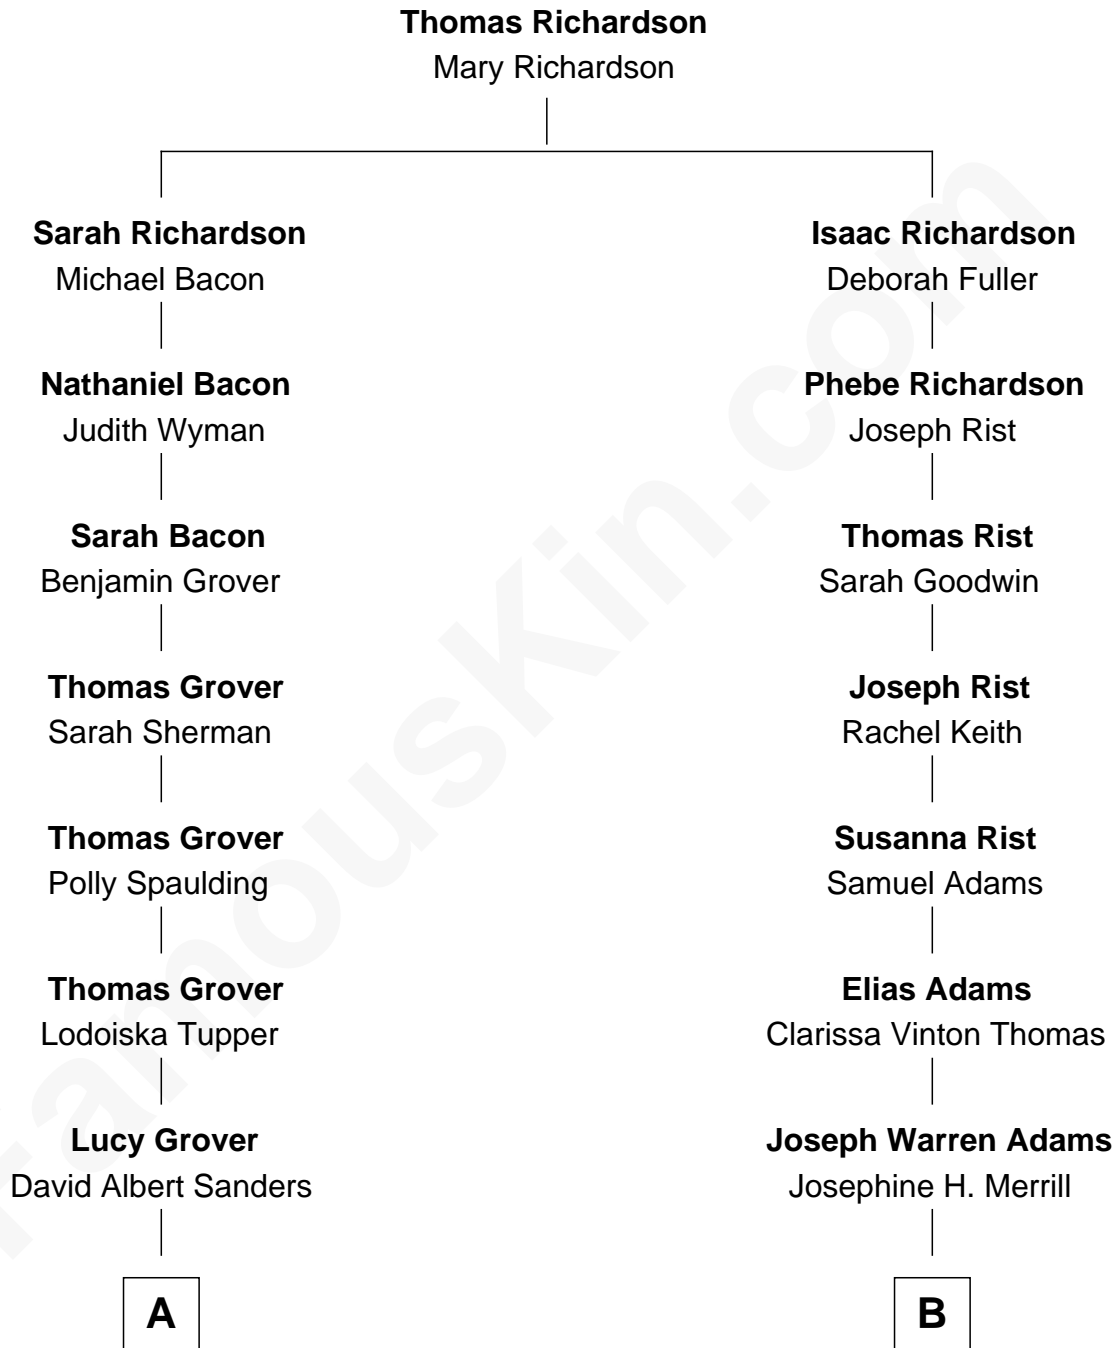 Thomas Richardson
Mary Richardson
Sarah Richardson
Michael Bacon
Isaac Richardson
Deborah Fuller
Nathaniel Bacon
Judith Wyman
Phebe Richardson
Joseph Rist
Sarah Bacon
Benjamin Grover
Thomas Rist
Sarah Goodwin
Thomas Grover
Sarah Sherman
Joseph Rist
Rachel Keith
Thomas Grover
Polly Spaulding
Susanna Rist
Samuel Adams
Thomas Grover
Lodoiska Tupper
Elias Adams
Clarissa Vinton Thomas
Lucy Grover
David Albert Sanders
Joseph Warren Adams
Josephine H. Merrill
A
B
FamousKin.com